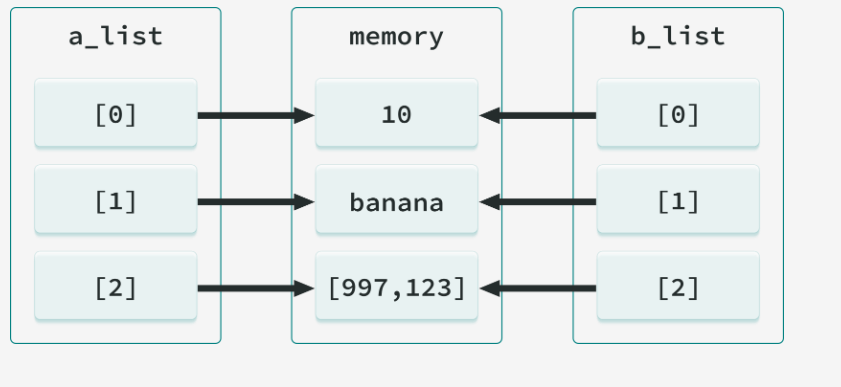 a_list memory b_list
[0] 10 [0]
[1] banana [1]
[2] [997,123] [2]